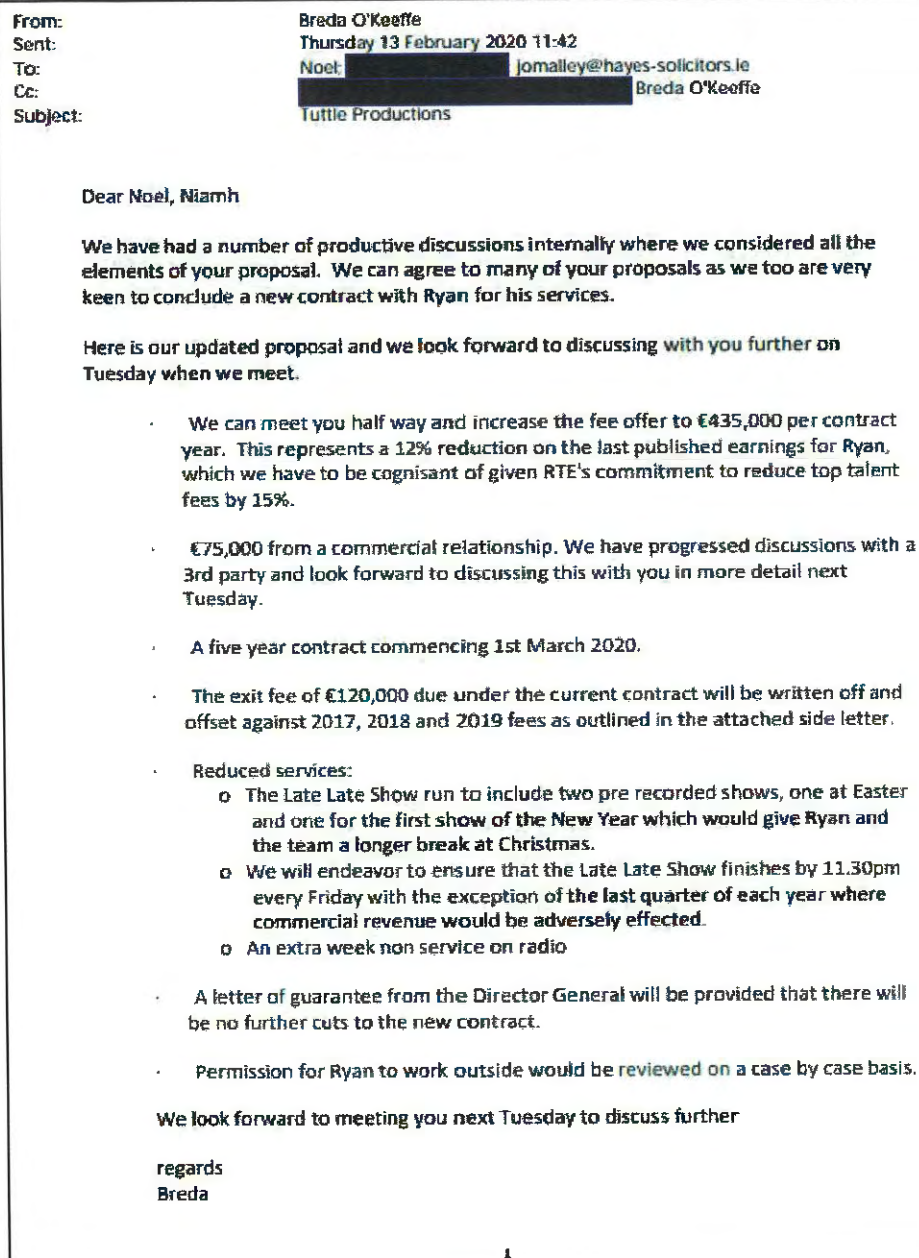 From: Breda O'Keeffe
Sent: Thursday 13 February 2020 11:42
To: Noel; jomalley@hayes-solicitors.ie
Cc: Breda O'Keeffe
Subject: Tuttle Productions
Dear Noel, Niamh
We have had a number of productive discussions internally where we considered all the
elements of your proposal. We can agree to many of your proposals as we too are very
keen to conclude a new contract with Ryan for his services.
Here is our updated proposal and we look forward to discussing with you further on
Tuesday when we meet.
· We can meet you half way and increase the fee offer to €435,000 per contract
year. This represents a 12% reduction on the last published earnings for Ryan,
which we have to be cognisant of given RTE's commitment to reduce top talent
fees by 15%.
· €75,000 from a commercial relationship. We have progressed discussions with a
3rd party and look forward to discussing this with you in more detail next
Tuesday.
· A five year contract commencing 1st March 2020.
· The exit fee of €120,000 due under the current contract will be written off and
offset against 2017, 2018 and 2019 fees as outlined in the attached side letter.
· Reduced services:
o The Late Late Show run to include two pre recorded shows, one at Easter
and one for the first show of the New Year which would give Ryan and
the team a longer break at Christmas.
o We will endeavor to ensure that the Late Late Show finishes by 11.30pm
every Friday with the exception of the last quarter of each year where
commercial revenue would be adversely effected.
o An extra week non service on radio
· A letter of guarantee from the Director General will be provided that there will
be no further cuts to the new contract.
· Permission for Ryan to work outside would be reviewed on a case by case basis.
We look forward to meeting you next Tuesday to discuss further
regards
Breda
1